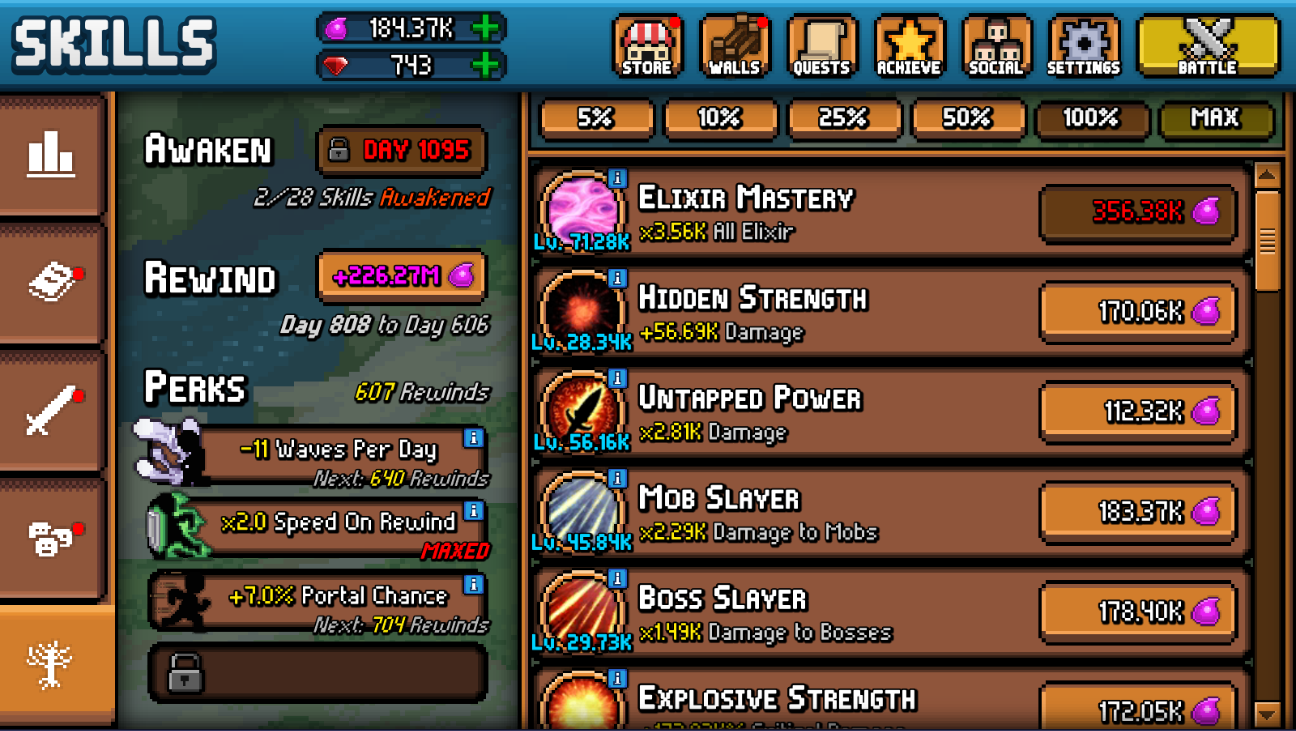 SKILLS
184.37K
743
STORE
WALLS
QUESTS
ACHIEVE
SOCIAL
SETTINGS
BATTLE
AWAKEN
DAY 1095
2/28 Skills Awakened
REWIND
+226.27M
Day 808 to Day 606
PERKS
607 Rewinds
-11 Waves Per Day
Next: 640 Rewinds
x2.0 Speed On Rewind
MAXED
+7.0% Portal Chance
Next: 704 Rewinds
5%
10%
25%
50%
100%
MAX
ELIXIR MASTERY
Lv. 71.28K
x3.56K All Elixir
356.38K
HIDDEN STRENGTH
Lv. 28.34K
+56.69K Damage
170.06K
UNTAPPED POWER
Lv. 56.16K
x2.81K Damage
112.32K
MOB SLAYER
Lv. 45.84K
x2.29K Damage to Mobs
183.37K
BOSS SLAYER
Lv. 29.73K
x1.49K Damage to Bosses
178.40K
EXPLOSIVE STRENGTH
172.05K